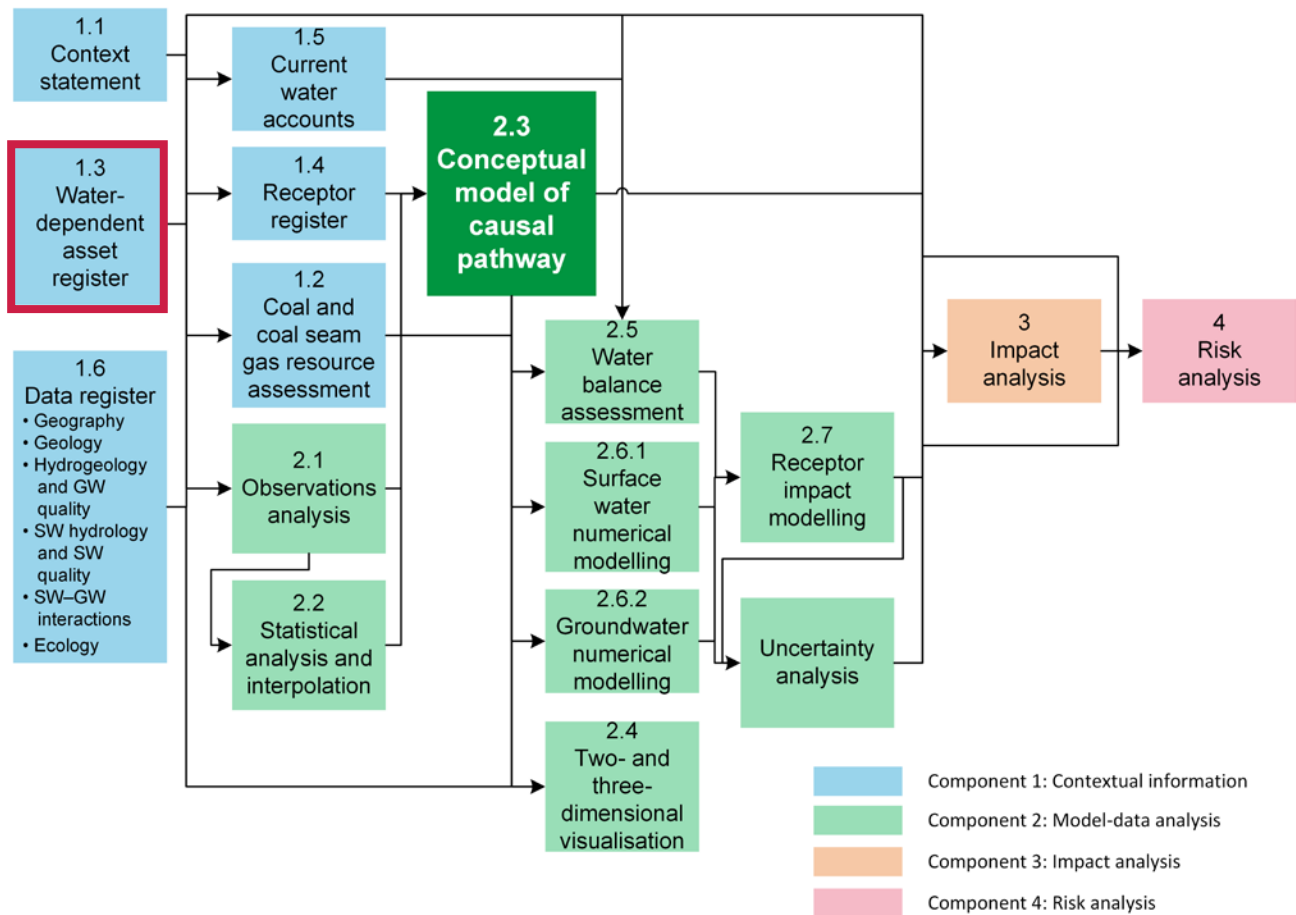 1.1
Context
statement
1.3
Water-
dependent
asset
register
1.6
Data register
• Geography
• Geology
• Hydrogeology
and GW
quality
• SW hydrology
and SW
quality
• SW–GW
interactions
• Ecology
1.5
Current
water
accounts
1.4
Receptor
register
1.2
Coal and
coal seam
gas resource
assessment
2.1
Observations
analysis
2.2
Statistical
analysis and
interpolation
2.3
Conceptual
model of
causal
pathway
2.5
Water
balance
assessment
2.6.1
Surface
water
numerical
modelling
2.6.2
Groundwater
numerical
modelling
2.4
Two- and
three-
dimensional
visualisation
2.7
Receptor
impact
modelling
Uncertainty
analysis
3
Impact
analysis
4
Risk
analysis
Component 1: Contextual information
Component 2: Model-data analysis
Component 3: Impact analysis
Component 4: Risk analysis